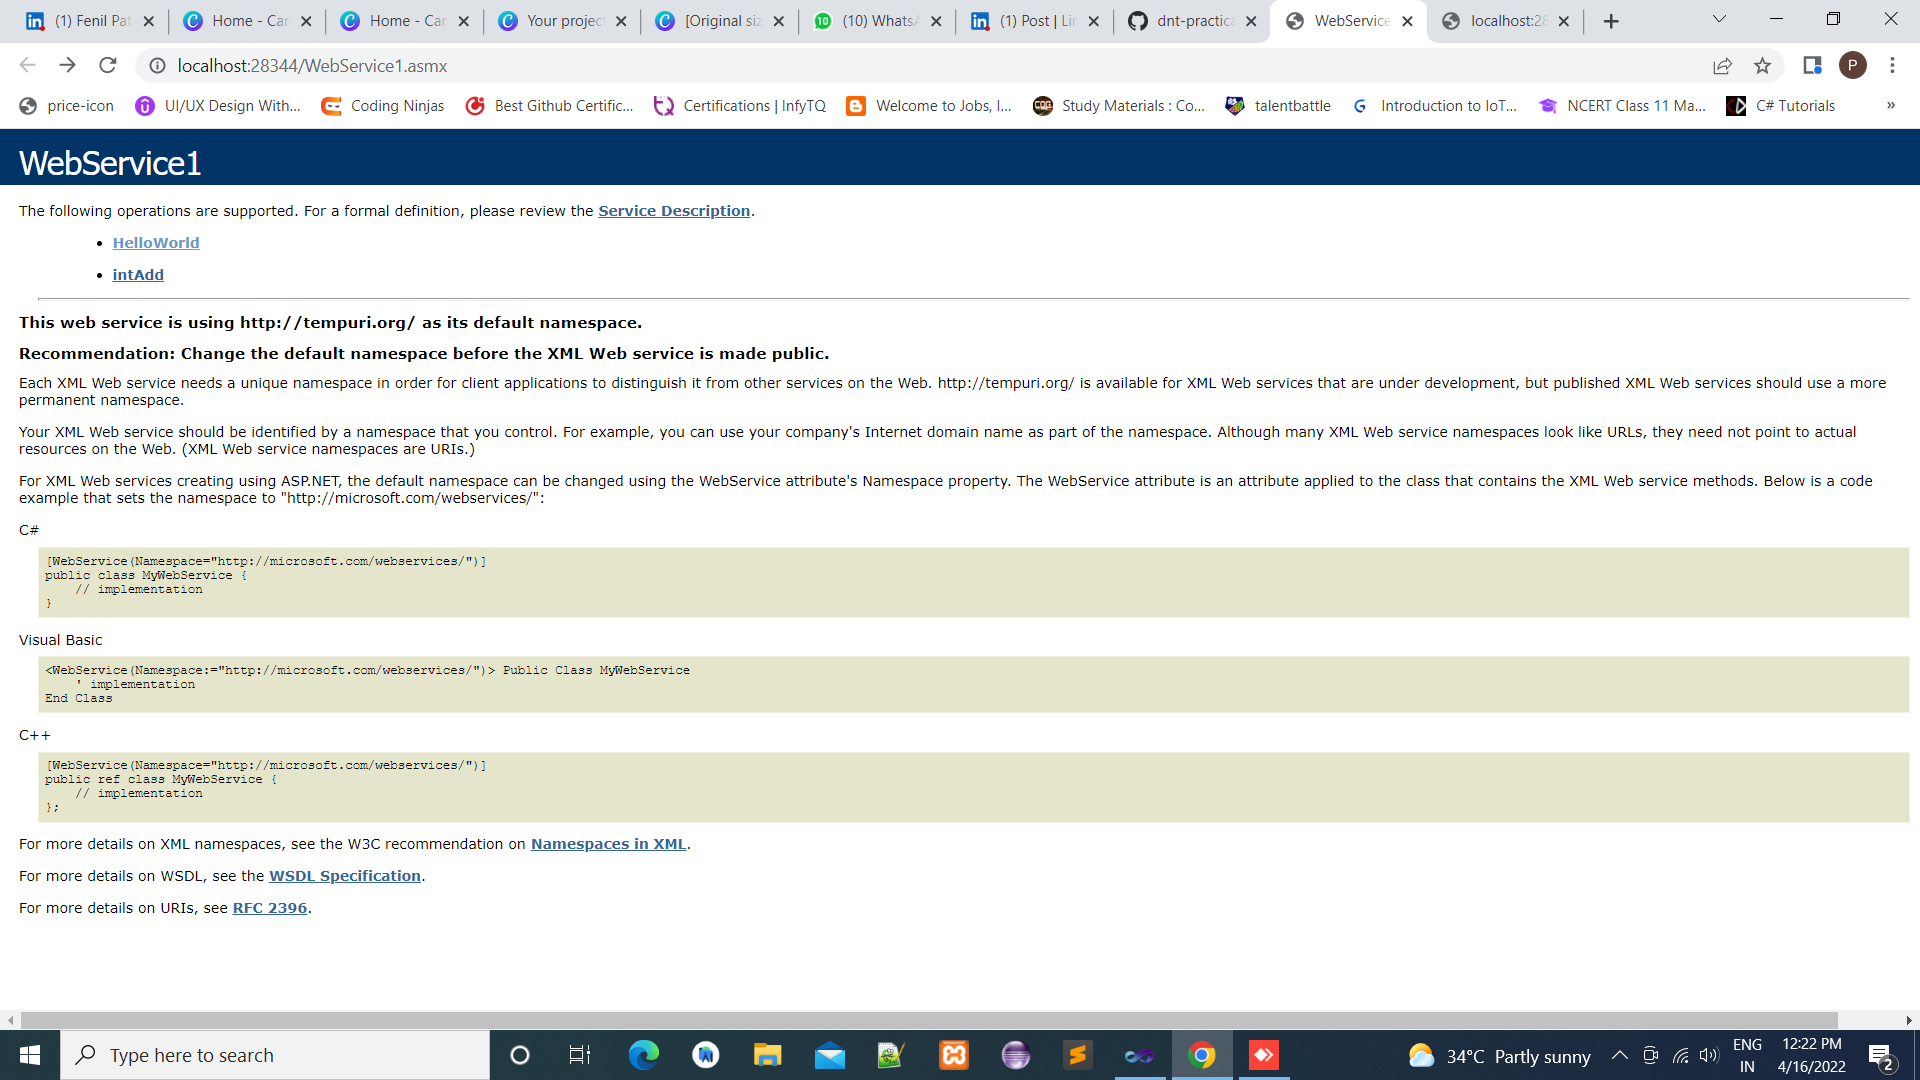 (1) Fenil Pat
Home - Can
Home - Can
Your projec
[Original siz
(10) WhatsA
(1) Post | Lin
dnt-practica
WebService
localhost:28
localhost:28344/WebService1.asmx
P
price-icon
UI/UX Design With...
Coding Ninjas
Best Github Certific...
Certifications | InfyTQ
Welcome to Jobs, I...
Study Materials : Co...
talentbattle
Introduction to IoT...
NCERT Class 11 Ma...
C# Tutorials
»
WebService1
The following operations are supported. For a formal definition, please review the Service Description.
• HelloWorld
• intAdd
This web service is using http://tempuri.org/ as its default namespace.
Recommendation: Change the default namespace before the XML Web service is made public.
Each XML Web service needs a unique namespace in order for client applications to distinguish it from other services on the Web. http://tempuri.org/ is available for XML Web services that are under development, but published XML Web services should use a more
permanent namespace.
Your XML Web service should be identified by a namespace that you control. For example, you can use your company's Internet domain name as part of the namespace. Although many XML Web service namespaces look like URLs, they need not point to actual
resources on the Web. (XML Web service namespaces are URIs.)
For XML Web services creating using ASP.NET, the default namespace can be changed using the WebService attribute's Namespace property. The WebService attribute is an attribute applied to the class that contains the XML Web service methods. Below is a code
example that sets the namespace to "http://microsoft.com/webservices/":
C#
[WebService(Namespace="http://microsoft.com/webservices/")]
public class MyWebService {
// implementation
}
Visual Basic
<WebService(Namespace:="http://microsoft.com/webservices/")> Public Class MyWebService
' implementation
End Class
C++
[WebService(Namespace="http://microsoft.com/webservices/")]
public ref class MyWebService {
// implementation
};
For more details on XML namespaces, see the W3C recommendation on Namespaces in XML.
For more details on WSDL, see the WSDL Specification.
For more details on URIs, see RFC 2396.
Type here to search
34°C Partly sunny
ENG
IN
12:22 PM
4/16/2022
2